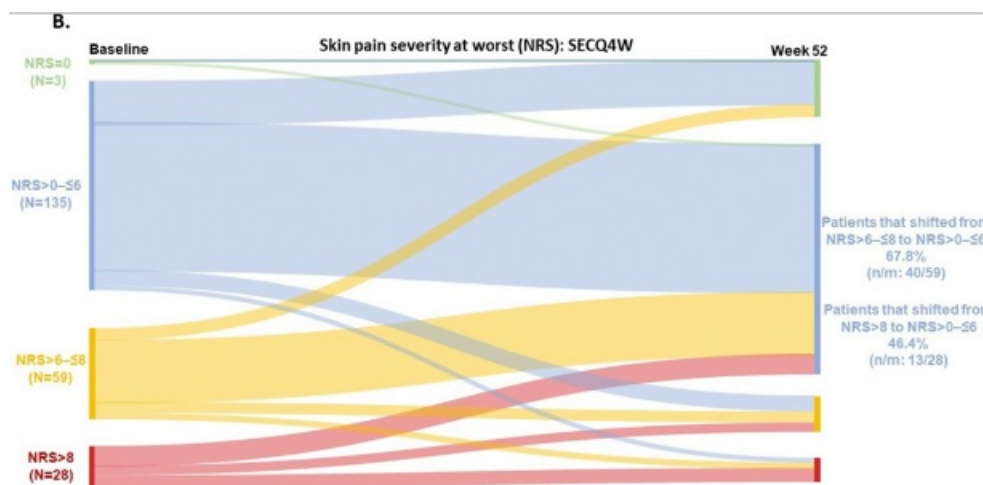 B.
Skin pain severity at worst (NRS): SECQ4W
Baseline
Week 52
NRS=0
(N=3)
NRS>0–≤6
(N=135)
NRS>6–≤8
(N=59)
NRS>8
(N=28)
Patients that shifted from
NRS>6–≤8 to NRS>0–≤6
67.8%
(n/m: 40/59)
Patients that shifted from
NRS>8 to NRS>0–≤6
46.4%
(n/m: 13/28)